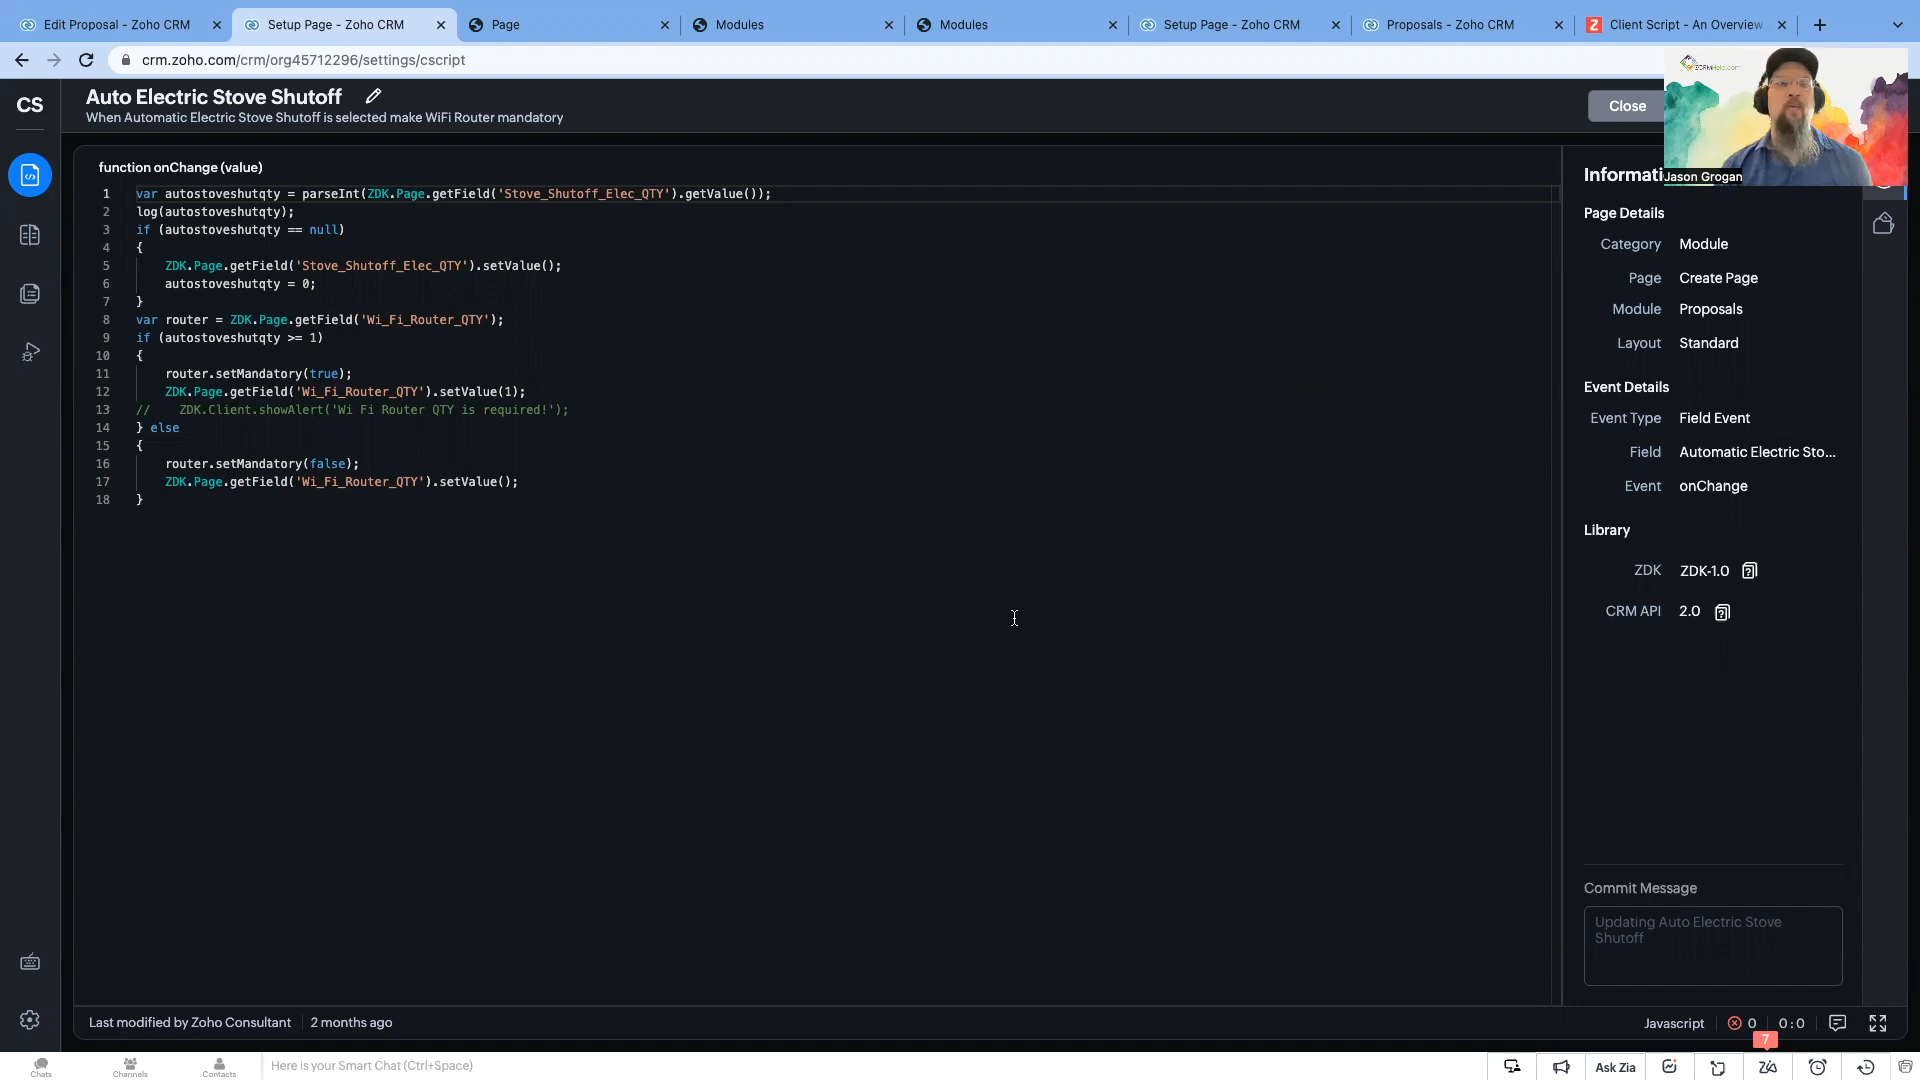 Edit Proposal - Zoho CRM
Setup Page - Zoho CRM
Page
Modules
Modules
Setup Page - Zoho CRM
Proposals - Zoho CRM
Z
Client Script - An Overview
crm.zoho.com/crm/org45712296/settings/cscript
CS
Auto Electric Stove Shutoff
When Automatic Electric Stove Shutoff is selected make WiFi Router mandatory
Close
Jason Grogan
function onChange (value)
1 var autostoveshutqty = parseInt(ZDK.Page.getField('Stove_Shutoff_Elec_QTY').getValue());
2 log(autostoveshutqty);
3 if (autostoveshutqty == null)
4 {
5 ZDK.Page.getField('Stove_Shutoff_Elec_QTY').setValue();
6 autostoveshutqty = 0;
7 }
8 var router = ZDK.Page.getField('Wi_Fi_Router_QTY');
9 if (autostoveshutqty >= 1)
10 {
11 router.setMandatory(true);
12 ZDK.Page.getField('Wi_Fi_Router_QTY').setValue(1);
13 // ZDK.Client.showAlert('Wi Fi Router QTY is required!');
14 } else
15 {
16 router.setMandatory(false);
17 ZDK.Page.getField('Wi_Fi_Router_QTY').setValue();
18 }
Informati
Page Details
Category Module
Page Create Page
Module Proposals
Layout Standard
Event Details
Event Type Field Event
Field Automatic Electric Sto...
Event onChange
Library
ZDK ZDK-1.0
CRM API 2.0
Commit Message
Updating Auto Electric Stove
Shutoff
Last modified by Zoho Consultant 2 months ago
Javascript 0 0 : 0
7
Chats
Channels
Contacts
Here is your Smart Chat (Ctrl+Space)
Ask Zia